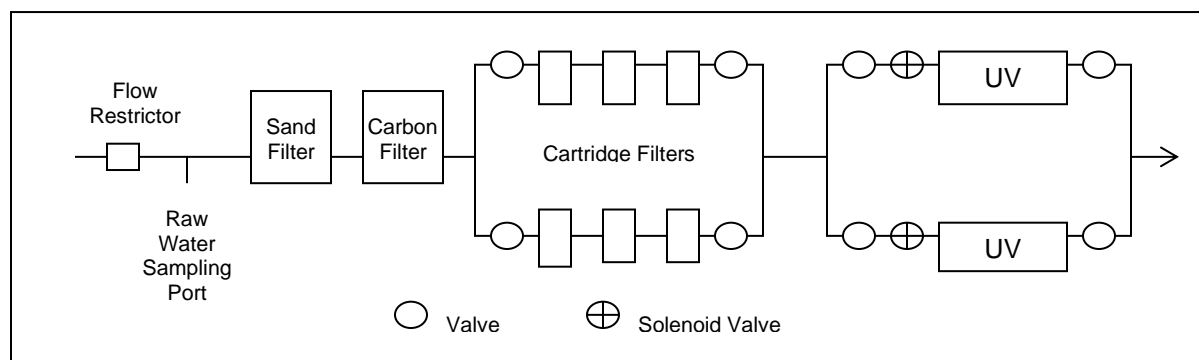 Flow
Restrictor
Raw
Water
Sampling
Port
Sand
Filter
Carbon
Filter
Cartridge Filters
UV
UV
Valve
Solenoid Valve